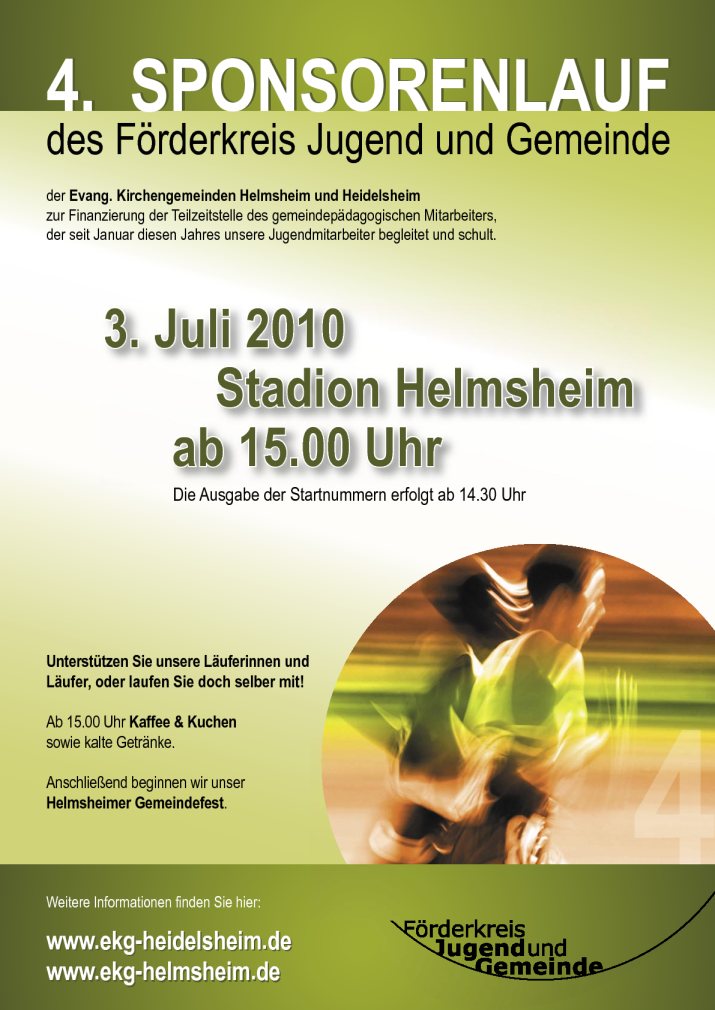 4. SPONSORENLAUF
des Förderkreis Jugend und Gemeinde
der Evang. Kirchengemeinden Helmsheim und Heidelsheim
zur Finanzierung der Teilzeitstelle des gemeindepädagogischen Mitarbeiters,
der seit Januar diesen Jahres unsere Jugendmitarbeiter begleitet und schult.
3. Juli 2010
Stadion Helmsheim
ab 15.00 Uhr
Die Ausgabe der Startnummern erfolgt ab 14.30 Uhr
Unterstützen Sie unsere Läuferinnen und
Läufer, oder laufen Sie doch selber mit!
Ab 15.00 Uhr Kaffee & Kuchen
sowie kalte Getränke.
Anschließend beginnen wir unser
Helmsheimer Gemeindefest.
4
Weitere Informationen finden Sie hier:
www.ekg-heidelsheim.de
www.ekg-helmsheim.de
Förderkreis
Jugend und
Gemeinde